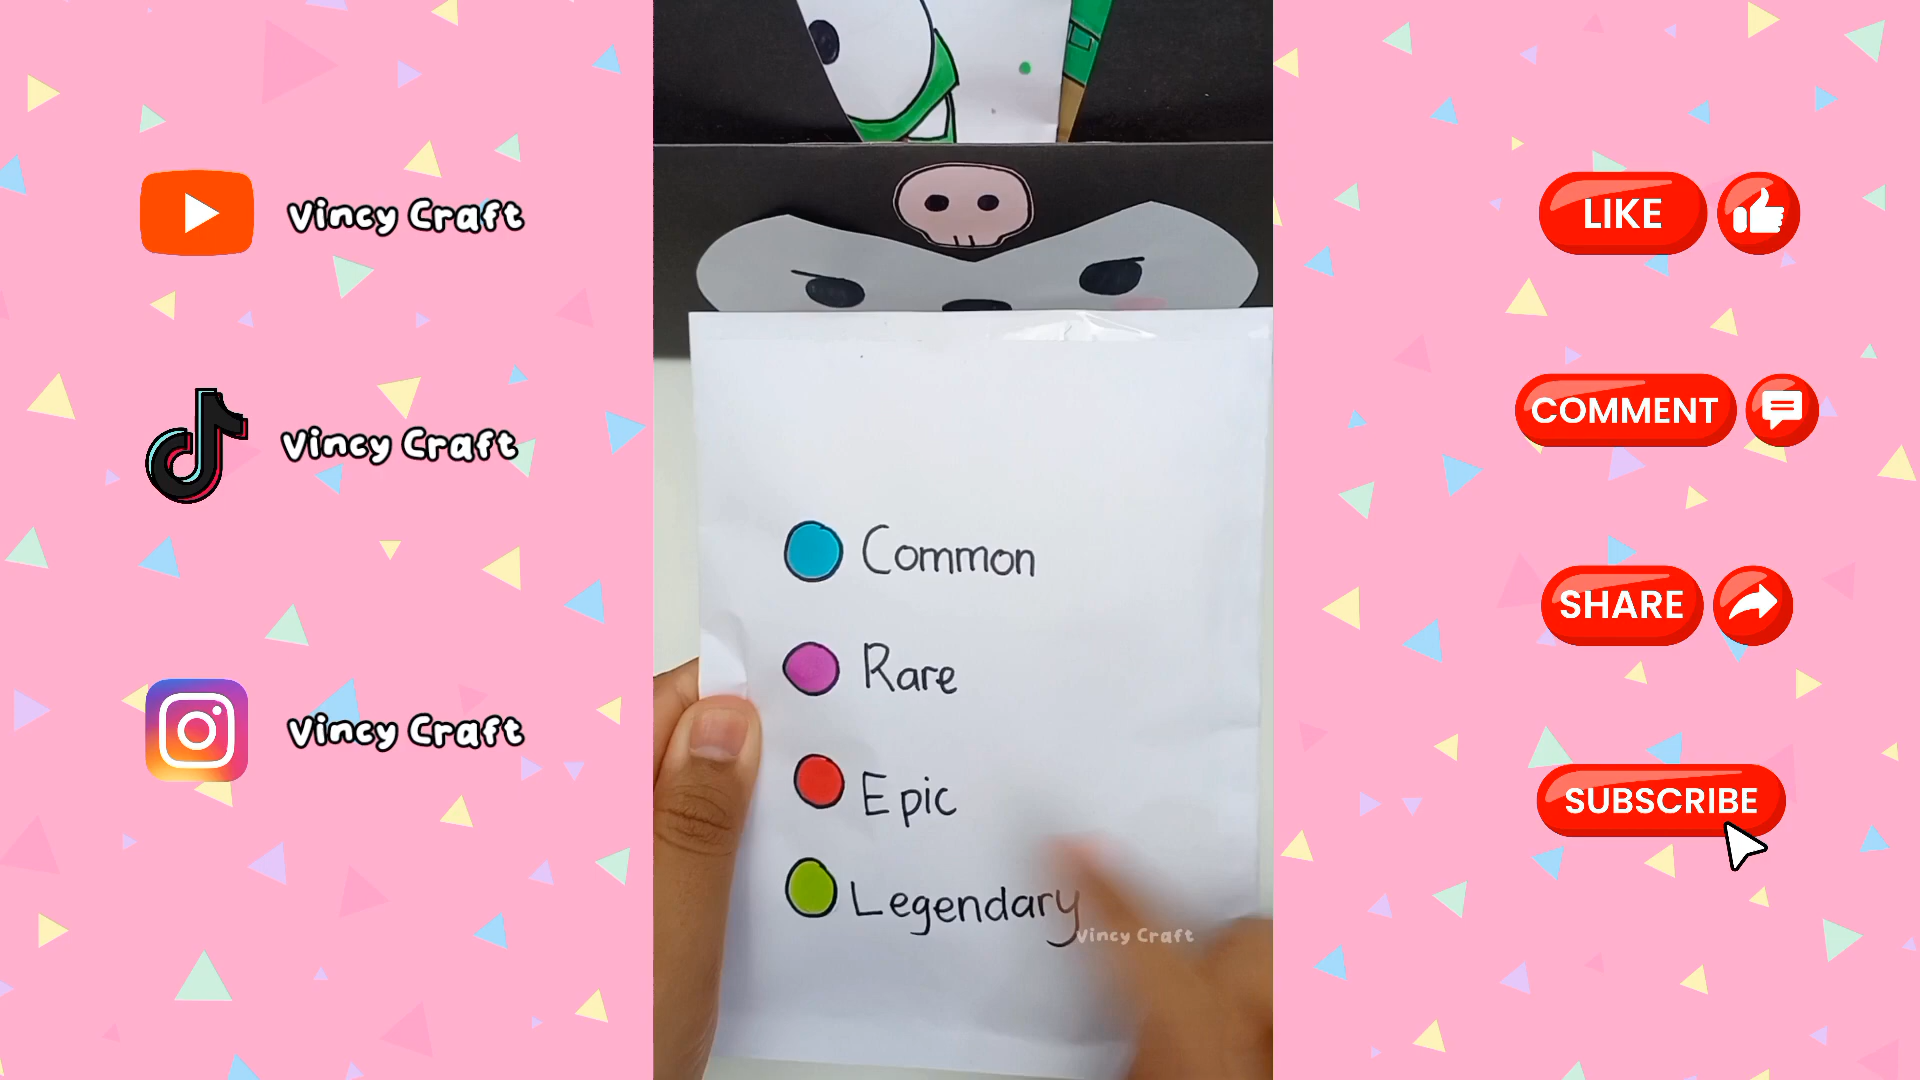 Vincy Craft
Vincy Craft
Vincy Craft
Common
Rare
Epic
Legendary
Vincy Craft
LIKE
COMMENT
SHARE
SUBSCRIBE